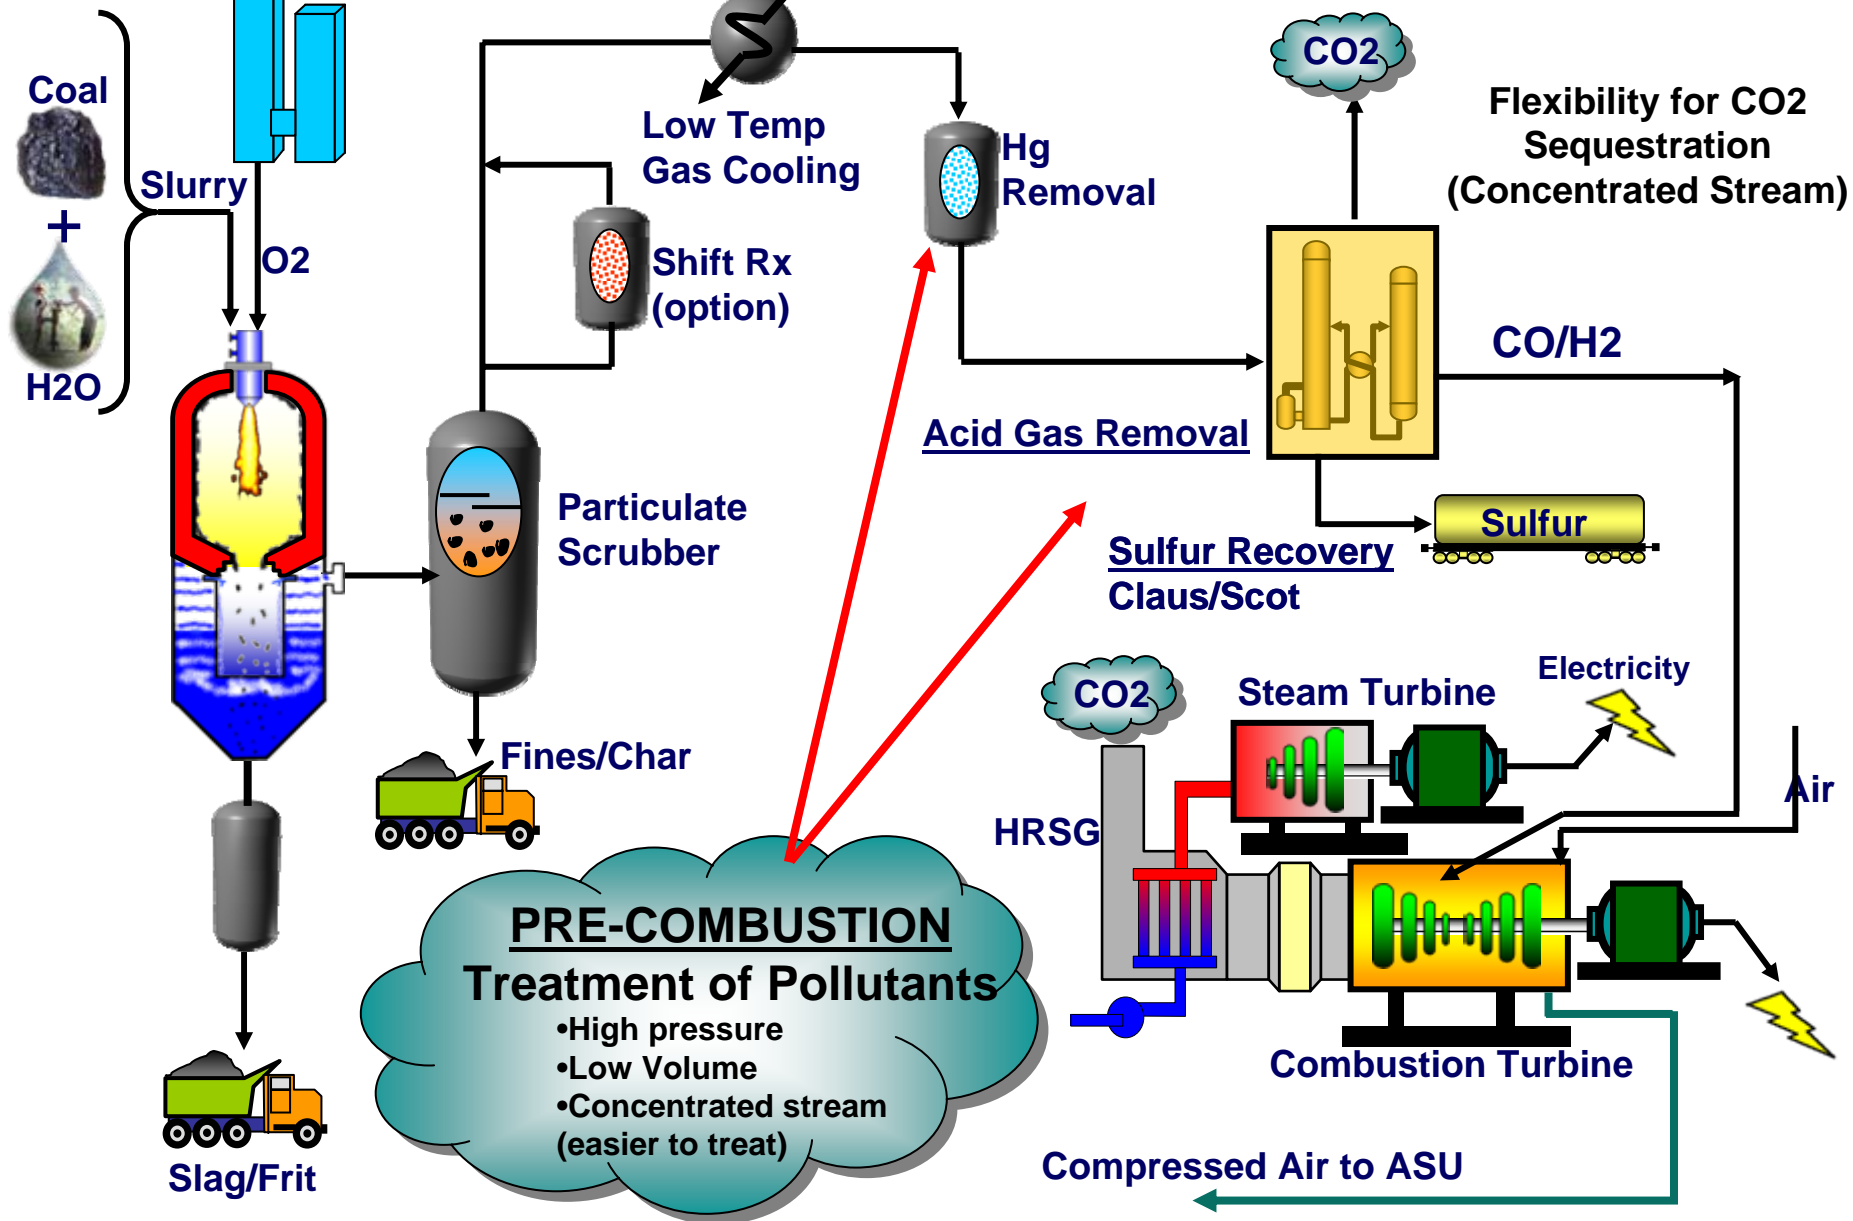 Coal
+
H2O
Slurry
O2
Low Temp
Gas Cooling
Shift Rx
(option)
Hg
Removal
CO2
Flexibility for CO2
Sequestration
(Concentrated Stream)
CO/H2
Acid Gas Removal
Particulate
Scrubber
Sulfur
Sulfur Recovery
Claus/Scot
Fines/Char
Slag/Frit
CO2
Steam Turbine
Electricity
Air
HRSG
PRE-COMBUSTION
Treatment of Pollutants
•High pressure
•Low Volume
•Concentrated stream
(easier to treat)
Combustion Turbine
Compressed Air to ASU